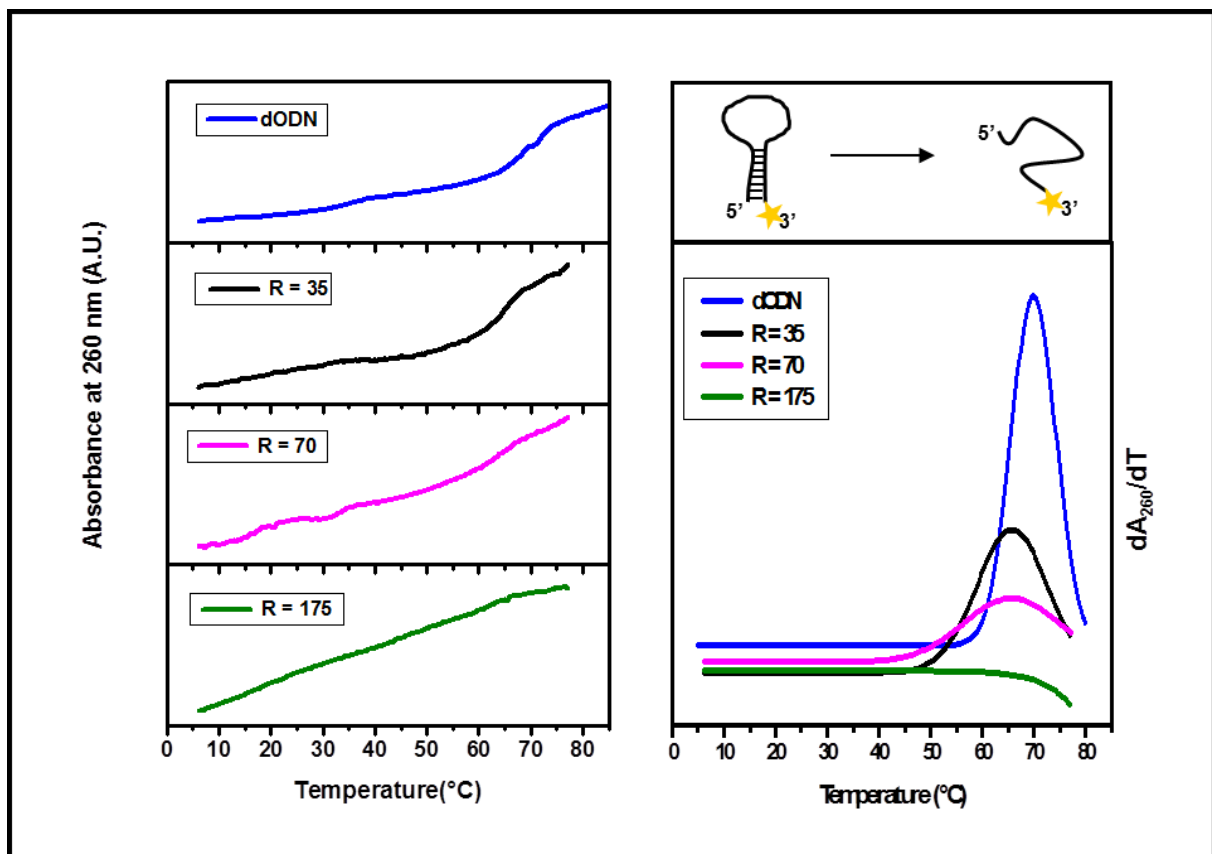 Absorbance at 260 nm (A.U.)
dODN
R = 35
R = 70
R = 175
0 10 20 30 40 50 60 70 80
Temperature(°C)
5’ 3’ 5’ 3’
dODN
R= 35
R= 70
R= 175
dA260/dT
0 10 20 30 40 50 60 70 80
Temperature (°C)